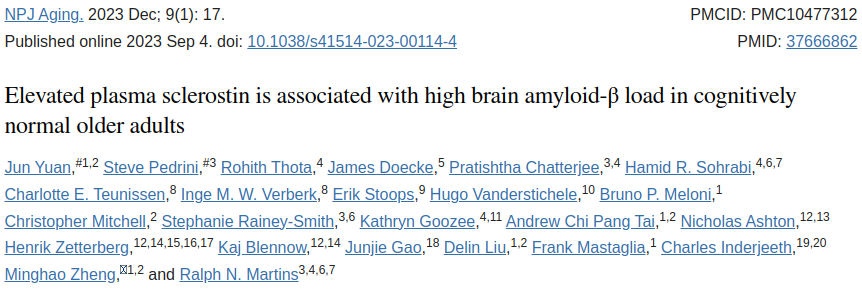 NPJ Aging. 2023 Dec; 9(1): 17. PMCID: PMC10477312
Published online 2023 Sep 4. doi: 10.1038/s41514-023-00114-4 PMID: 37666862
Elevated plasma sclerostin is associated with high brain amyloid-β load in cognitively
normal older adults
Jun Yuan,#1,2 Steve Pedrini,#3 Rohith Thota,4 James Doecke,5 Pratishtha Chatterjee,3,4 Hamid R. Sohrabi,4,6,7
Charlotte E. Teunissen,8 Inge M. W. Verberk,8 Erik Stoops,9 Hugo Vanderstichele,10 Bruno P. Meloni,1
Christopher Mitchell,2 Stephanie Rainey-Smith,3,6 Kathryn Goozee,4,11 Andrew Chi Pang Tai,1,2 Nicholas Ashton,12,13
Henrik Zetterberg,12,14,15,16,17 Kaj Blennow,12,14 Junjie Gao,18 Delin Liu,1,2 Frank Mastaglia,1 Charles Inderjeeth,19,20
Minghao Zheng,1,2 and Ralph N. Martins3,4,6,7